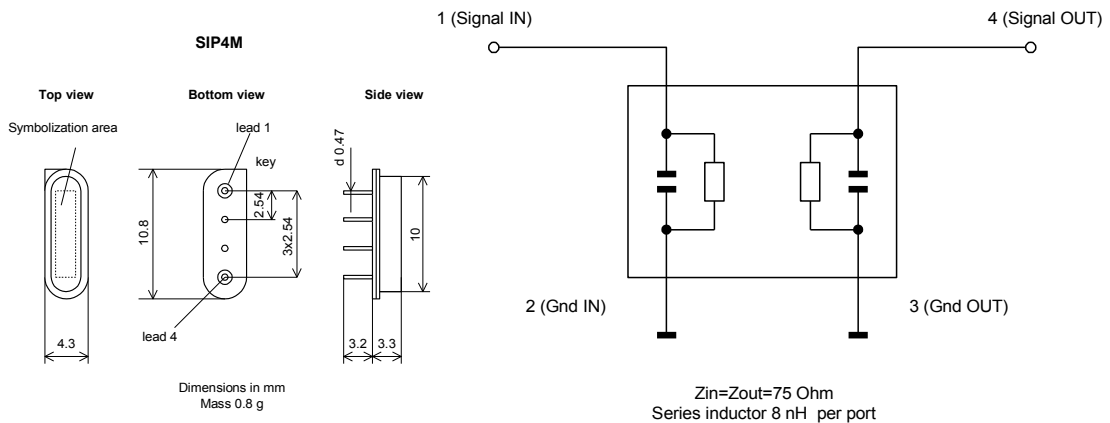 SIP4M
Top view
Bottom view
Side view
Symbolization area
lead 1
key
d 0.47
2.54
3x2.54
10.8
10
lead 4
4.3
3.2
3.3
Dimensions in mm
Mass 0.8 g
1 (Signal IN)
4 (Signal OUT)
2 (Gnd IN)
3 (Gnd OUT)
Zin=Zout=75 Ohm
Series inductor 8 nH per port